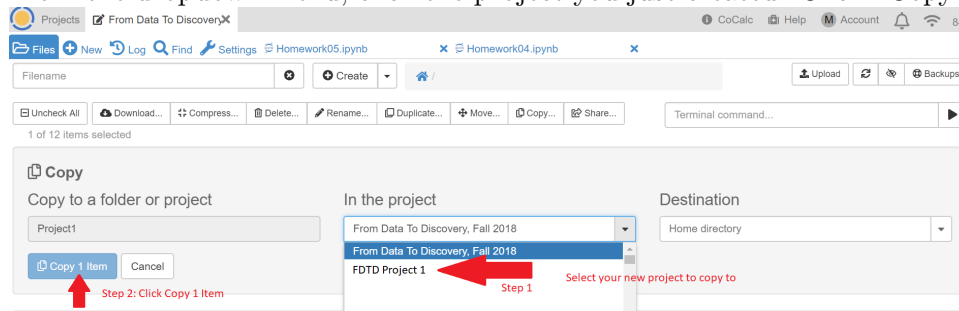 Projects From Data To Discovery CoCalc Help M Account 8
Files New Log Find Settings Homework05.ipynb Homework04.ipynb
Filename Create / Upload Backups
Uncheck All Download... Compress... Delete... Rename... Duplicate... Move... Copy... Share... Terminal command...
1 of 12 items selected
Copy
Copy to a folder or project In the project Destination
Project1 From Data To Discovery, Fall 2018 Home directory
From Data To Discovery, Fall 2018
Copy 1 Item Cancel FDTD Project 1 Select your new project to copy to
Step 2: Click Copy 1 Item Step 1